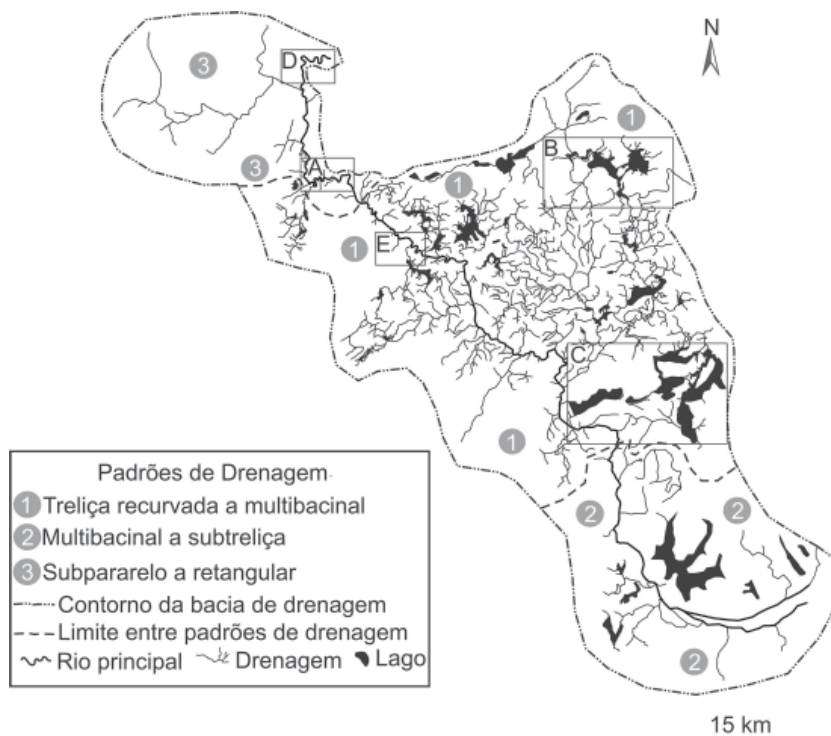 N
3
D
1
B
3
A
1
1
E
C
1
2
2
2
Padrões de Drenagem
1 Treliça recurvada a multibacinal
2 Multibacinal a subtreliça
3 Subpararelo a retangular
Contorno da bacia de drenagem
Limite entre padrões de drenagem
Rio principal Drenagem Lago
15 km